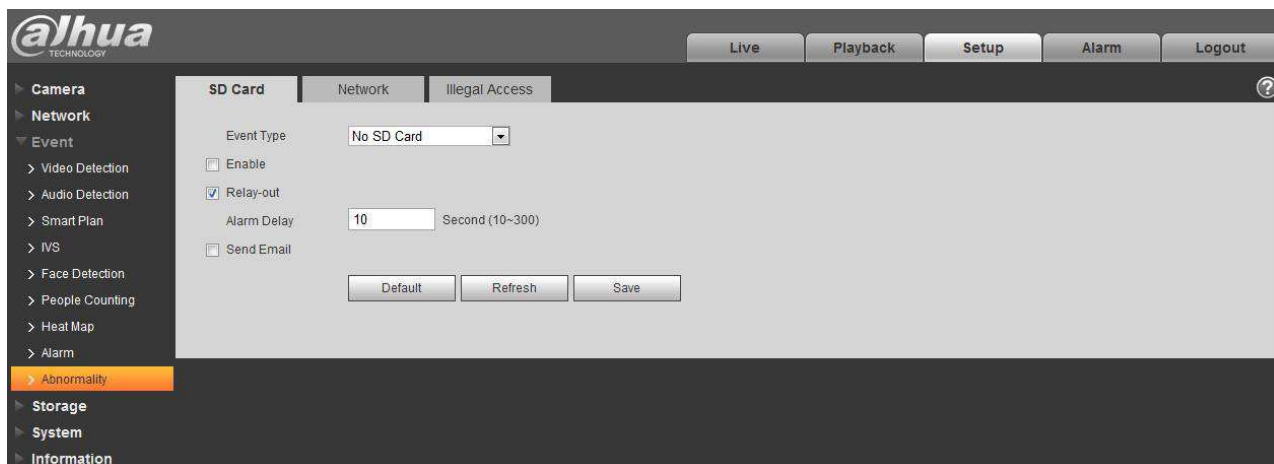 alhua
TECHNOLOGY
Live Playback Setup Alarm Logout
Camera
Network
Event
Video Detection
Audio Detection
Smart Plan
IVS
Face Detection
People Counting
Heat Map
Alarm
Abnormality
Storage
System
Information
SD Card Network Illegal Access
?
Event Type No SD Card
Enable
Relay-out
Alarm Delay 10 Second (10~300)
Send Email
Default Refresh Save